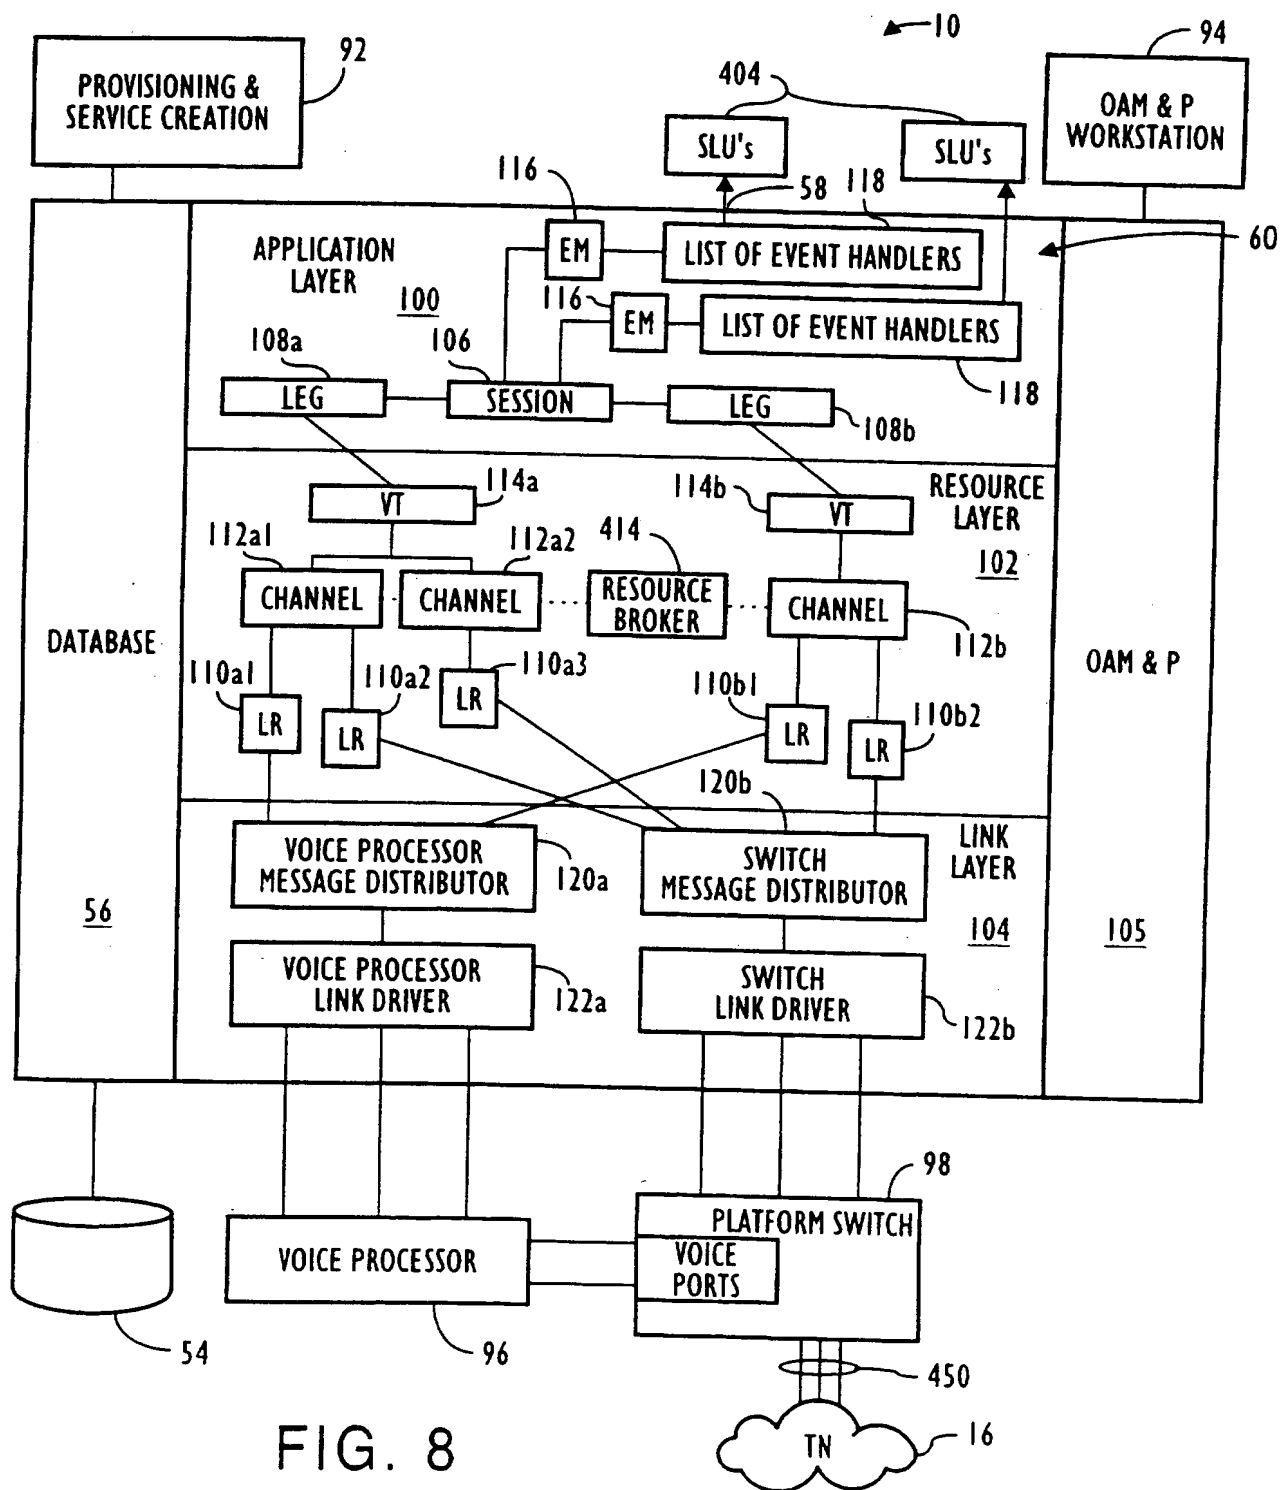 10
92
PROVISIONING &
SERVICE CREATION
94
OAM & P
WORKSTATION
404
SLU's
SLU's
116
58
118
EM
LIST OF EVENT HANDLERS
60
APPLICATION
LAYER
100
116
EM
LIST OF EVENT HANDLERS
118
108a
106
LEG
SESSION
LEG
108b
114a
VT
114b
VT
RESOURCE
LAYER
102
112a1
112a2
414
CHANNEL
CHANNEL
RESOURCE
BROKER
CHANNEL
112b
DATABASE
OAM & P
110a1
LR
110a2
LR
110a3
LR
110b1
LR
110b2
LR
120b
VOICE PROCESSOR
MESSAGE DISTRIBUTOR
120a
SWITCH
MESSAGE DISTRIBUTOR
LINK
LAYER
56
104
105
VOICE PROCESSOR
LINK DRIVER
122a
SWITCH
LINK DRIVER
122b
98
PLATFORM SWITCH
VOICE PROCESSOR
VOICE
PORTS
54
96
450
TN
16
FIG. 8